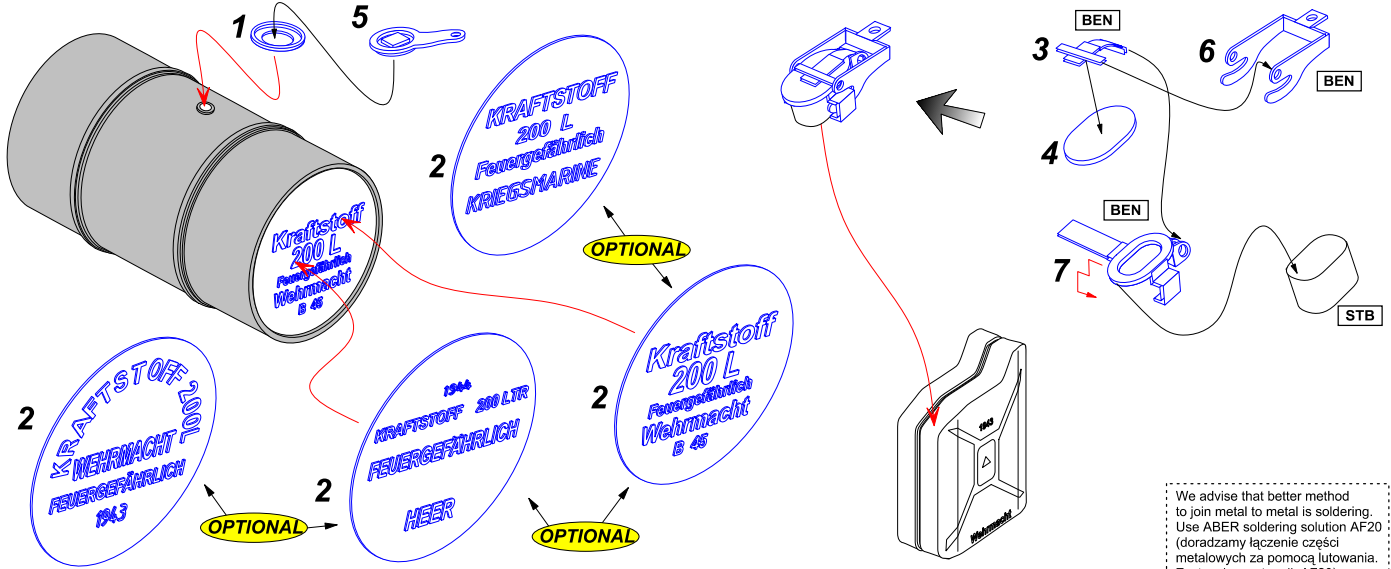 1
5
KRAFTSTOFF
200 L
Feuergefährlich
KRIEGSMARINE
2
OPTIONAL
Kraftstoff
200 L
Feuergefährlich
Wehrmacht
B 45
2
KRAFTSTOFF 200L
WEHRMACHT
FEUERGEFÄHRLICH
1943
OPTIONAL
2
1944
KRAFTSTOFF 200 LTR
FEUERGEFÄHRLICH
HEER
OPTIONAL
2
Kraftstoff
200 L
Feuergefährlich
Wehrmacht
B 45
3
BEN
6
BEN
4
BEN
7
STB
1943
Wehrmacht
We advise that better method
to join metal to metal is soldering.
Use ABER soldering solution AF20
(doradzamy łączenie części
metalowych za pomocą lutowania.